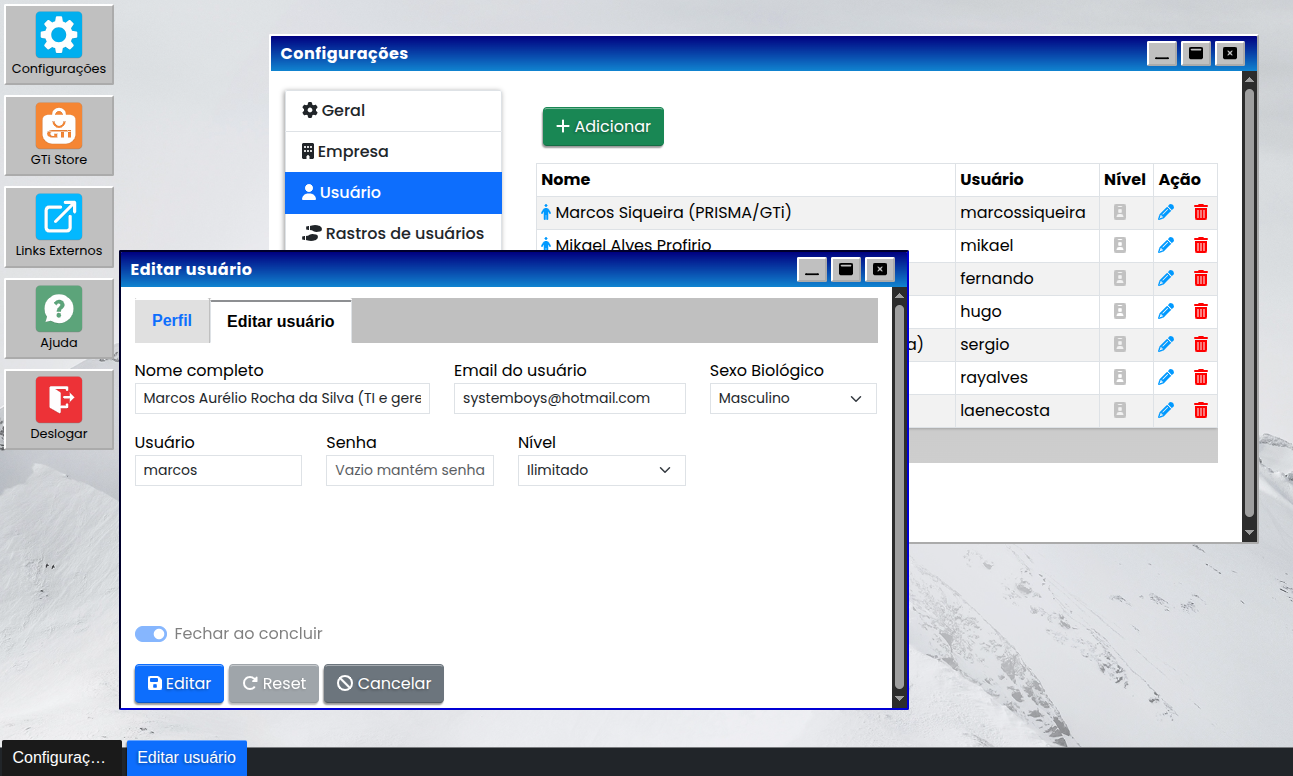 Configurações
GTi
GTi Store
Links Externos
Ajuda
Deslogar
Configurações
Geral
Empresa
Usuário
Rastros de usuários
Adicionar
Nome Usuário Nível Ação
Marcos Siqueira (PRISMA/GTi) marcossiqueira
Mikael Alves Profirio mikael
fernando
hugo
a) sergio
rayalves
laenecosta
Editar usuário
Perfil Editar usuário
Nome completo Email do usuário Sexo Biológico
Marcos Aurélio Rocha da Silva (TI e gere systemboys@hotmail.com Masculino
Usuário Senha Nível
marcos Vazio mantém senha Ilimitado
Fechar ao concluir
Editar Reset Cancelar
Configuraç... Editar usuário